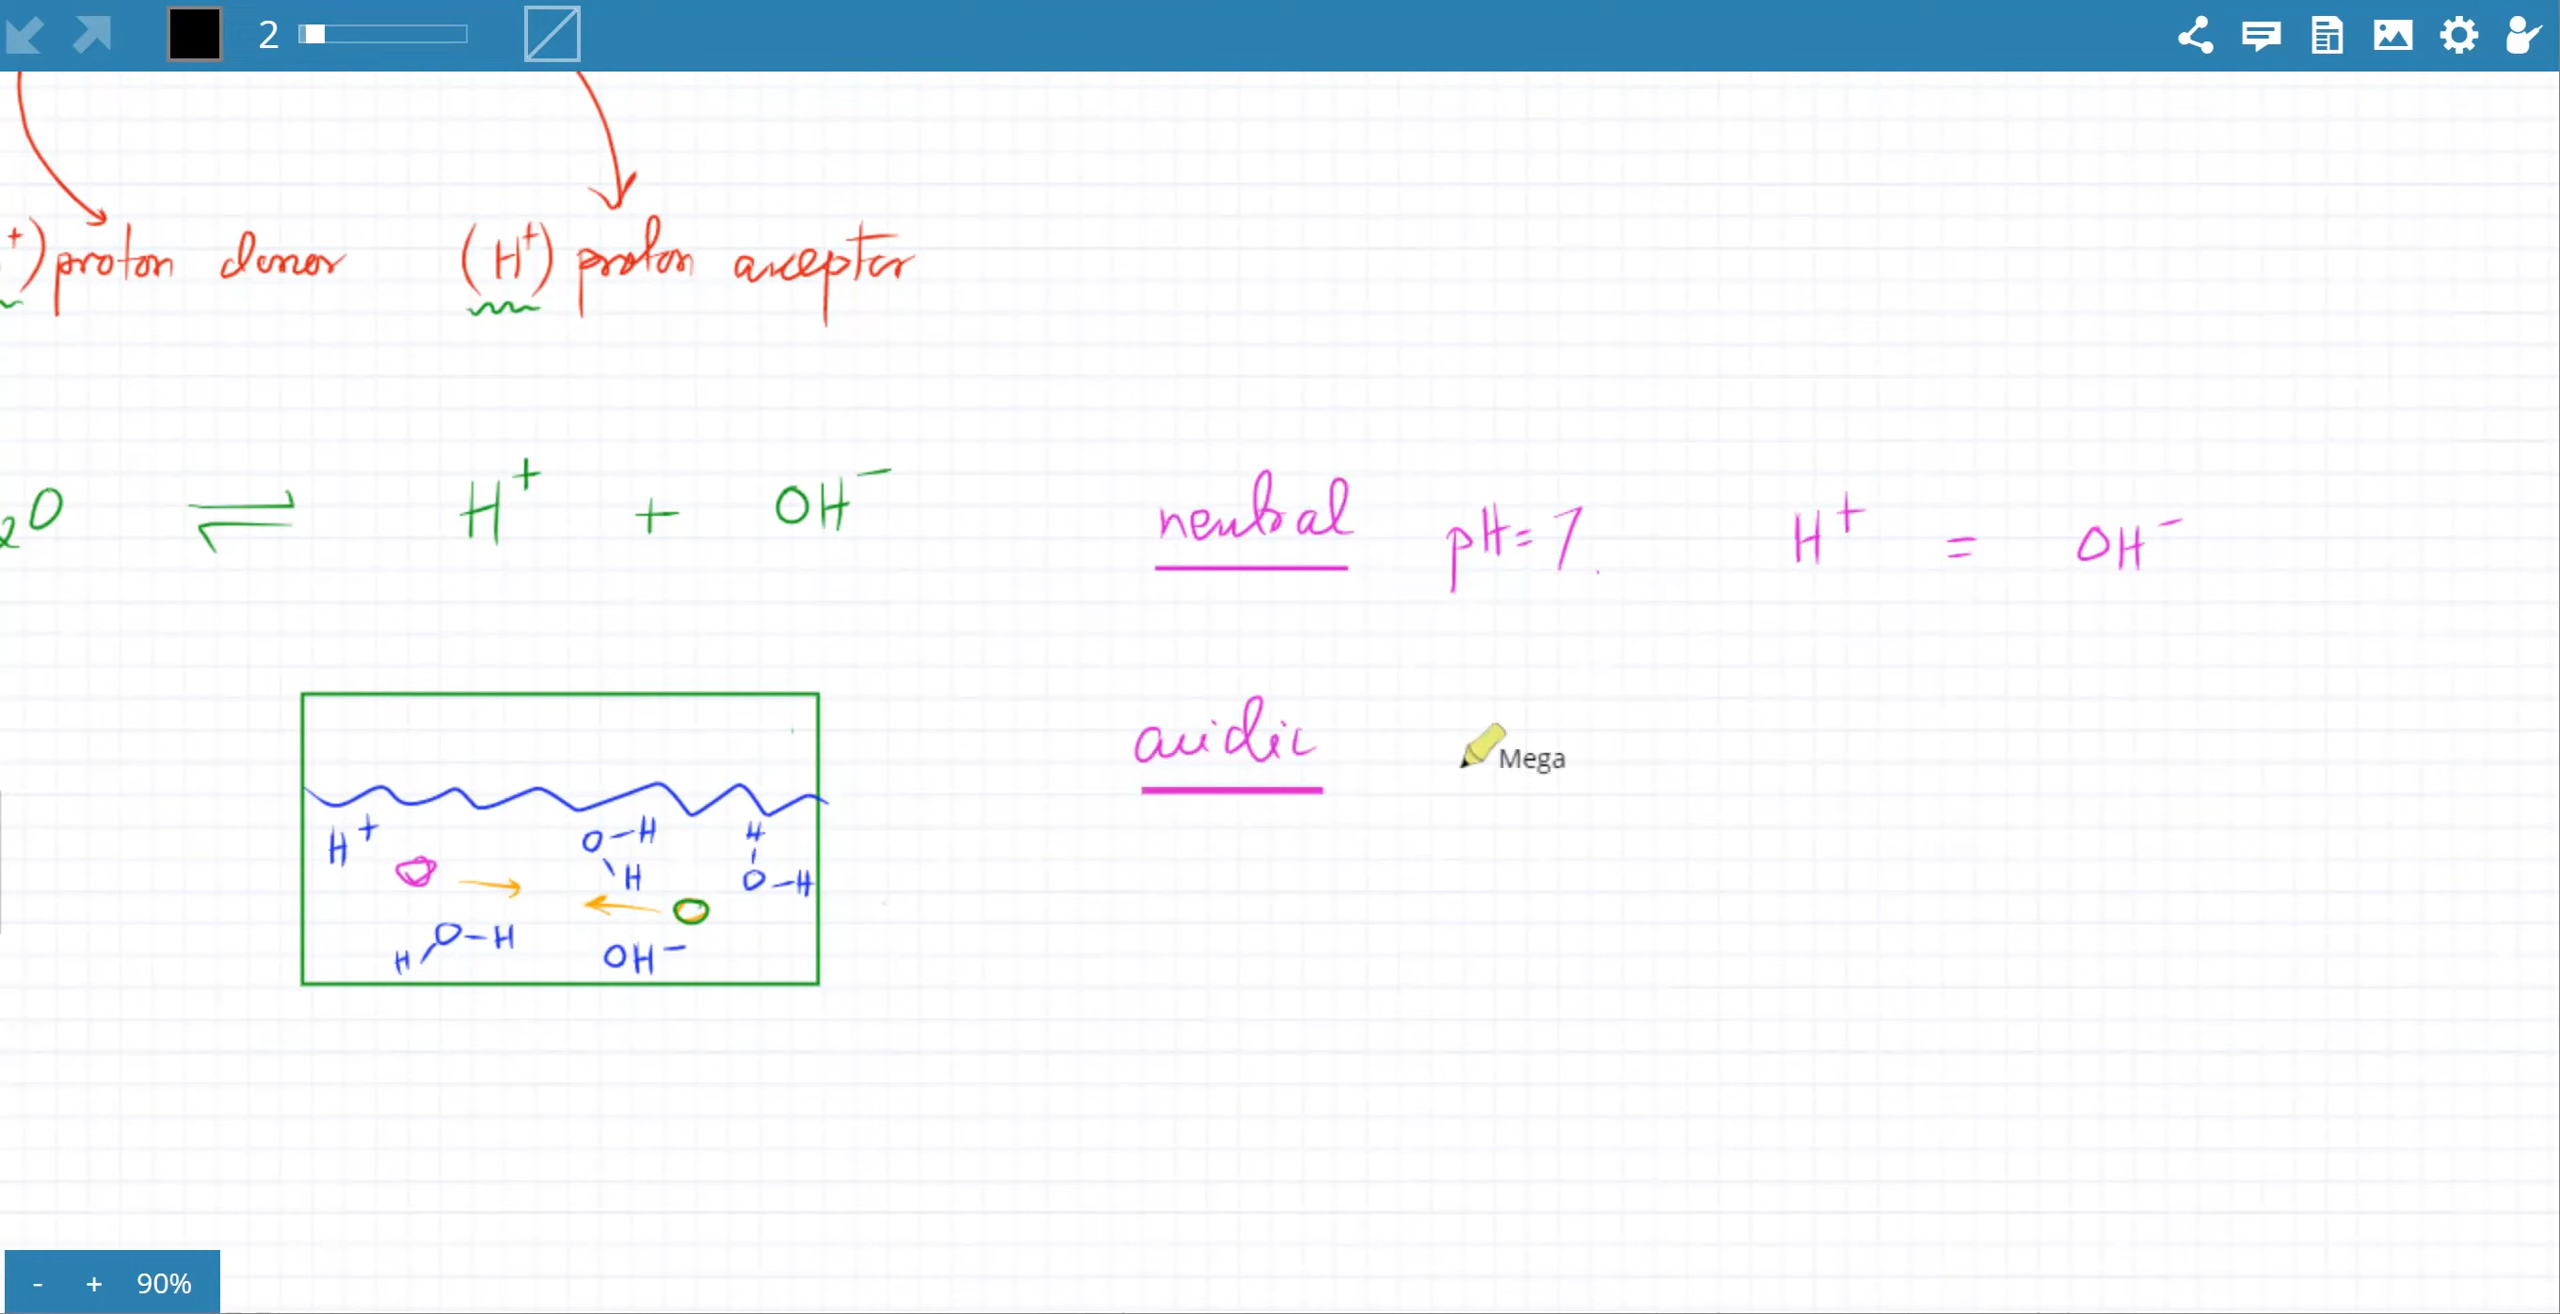 2
+) proton donor (H+) proton acceptor
2O ⇌ H+ + OH−
neutral pH=7. H+ = OH−
acidic
Mega
H+
O-H
H
H
O-H
H O-H
OH−
- + 90%